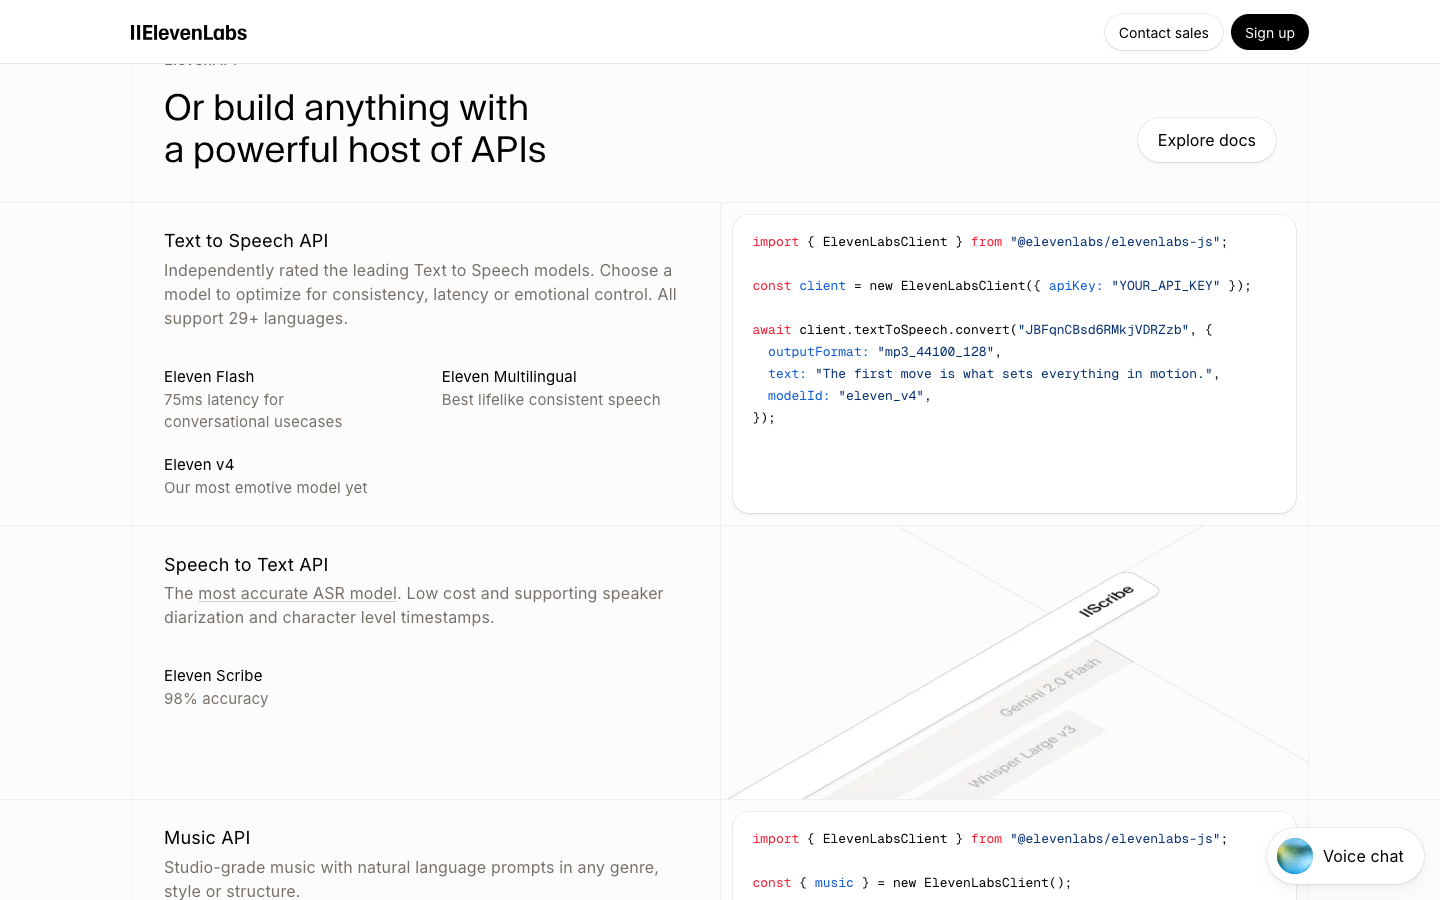 IIElevenLabs
Contact sales
Sign up
Or build anything with
a powerful host of APIs
Explore docs
Text to Speech API
Independently rated the leading Text to Speech models. Choose a
model to optimize for consistency, latency or emotional control. All
support 29+ languages.
Eleven Flash
75ms latency for
conversational usecases
Eleven Multilingual
Best lifelike consistent speech
Eleven v4
Our most emotive model yet
import { ElevenLabsClient } from "@elevenlabs/elevenlabs-js";
const client = new ElevenLabsClient({ apiKey: "YOUR_API_KEY" });
await client.textToSpeech.convert("JBFqnCBsd6RMkjVDRZzb", {
outputFormat: "mp3_44100_128",
text: "The first move is what sets everything in motion.",
modelId: "eleven_v4",
});
Speech to Text API
The most accurate ASR model. Low cost and supporting speaker
diarization and character level timestamps.
Eleven Scribe
98% accuracy
IIScribe
Gemini 2.0 Flash
Whisper Large v3
Music API
Studio-grade music with natural language prompts in any genre,
style or structure.
import { ElevenLabsClient } from "@elevenlabs/elevenlabs-js";
const { music } = new ElevenLabsClient();
Voice chat